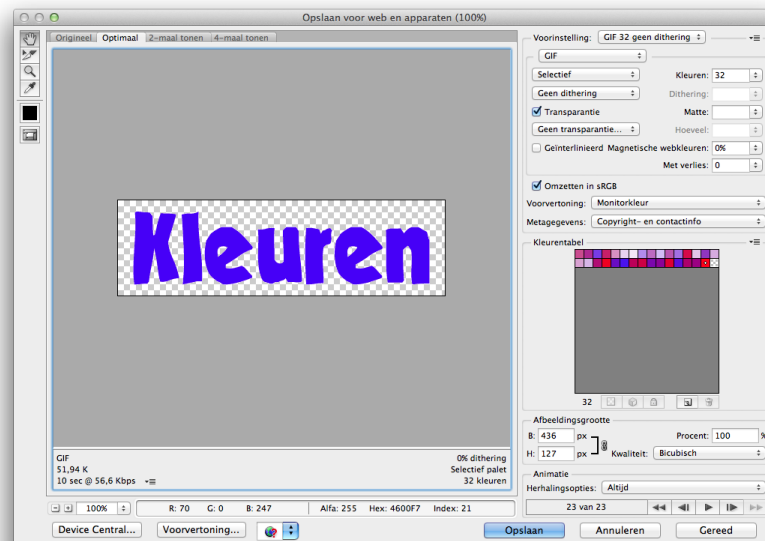 Opslaan voor web en apparaten (100%)
Origineel Optimaal 2-maal tonen 4-maal tonen
Kleuren
GIF
51,94 K
10 sec @ 56,6 Kbps
0% dithering
Selectief palet
32 kleuren
100% R: 70 G: 0 B: 247 Alfa: 255 Hex: 4600F7 Index: 21
Device Central... Voorvertoning...
Voorinstelling: GIF 32 geen dithering
GIF
Selectief Kleuren: 32
Geen dithering Dithering:
Transparantie Matte:
Geen transparantie... Hoeveel:
Geïnterlinieerd Magnetische webkleuren: 0%
Met verlies: 0
Omzetten in sRGB
Voorvertoning: Monitorkleur
Metagegevens: Copyright- en contactinfo
Kleurentabel
32
Afbeeldingsgrootte
B: 436 px Procent: 100 %
H: 127 px Kwaliteit: Bicubisch
Animatie
Herhalingsopties: Altijd
23 van 23
Opslaan Annuleren Gereed